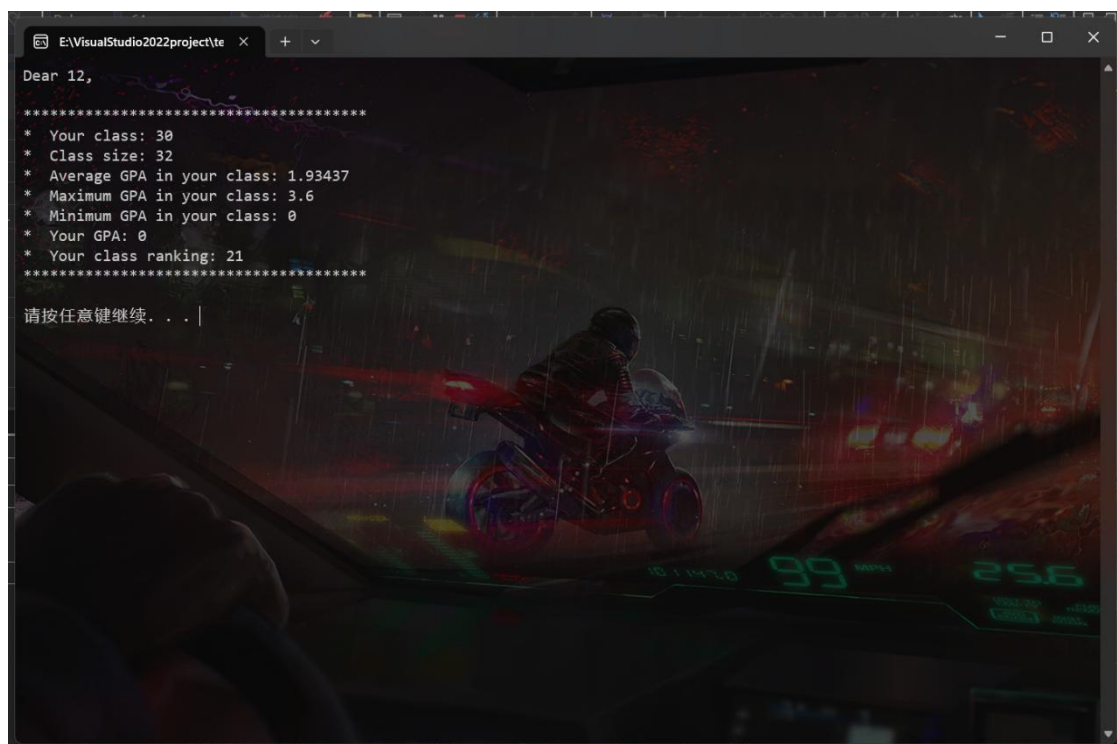 E:\VisualStudio2022project\te
Dear 12,
***************************************
* Your class: 30
* Class size: 32
* Average GPA in your class: 1.93437
* Maximum GPA in your class: 3.6
* Minimum GPA in your class: 0
* Your GPA: 0
* Your class ranking: 21
***************************************
请按任意键继续. . .
99 MPH
256